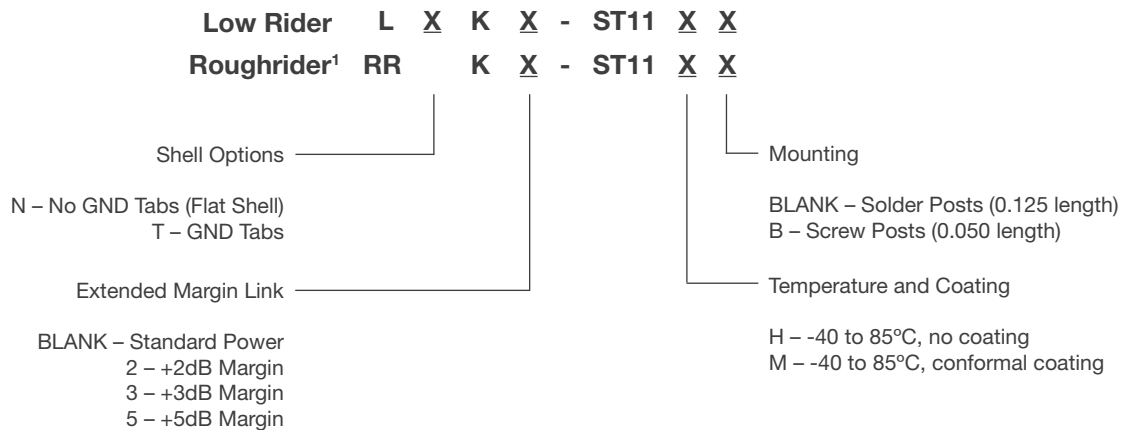 Low Rider L X K X - ST11 X X
Roughrider¹ RR K X - ST11 X X
Shell Options
N – No GND Tabs (Flat Shell)
T – GND Tabs
Extended Margin Link
BLANK – Standard Power
2 – +2dB Margin
3 – +3dB Margin
5 – +5dB Margin
Mounting
BLANK – Solder Posts (0.125 length)
B – Screw Posts (0.050 length)
Temperature and Coating
H – -40 to 85ºC, no coating
M – -40 to 85ºC, conformal coating